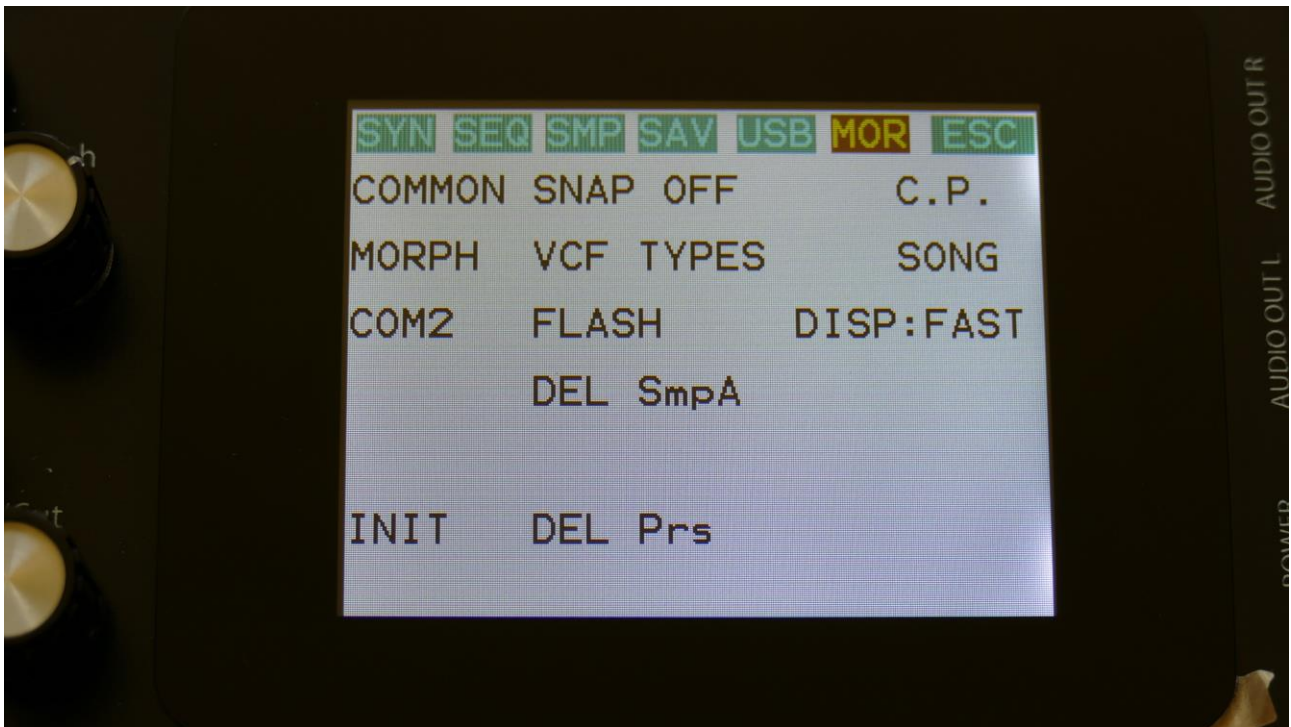 SYN SEQ SMP SAV USB MOR ESC
COMMON SNAP OFF C.P.
MORPH VCF TYPES SONG
COM2 FLASH DISP:FAST
DEL SmpA
INIT DEL Prs
AUDIO OUT R
AUDIO OUT L
POWER